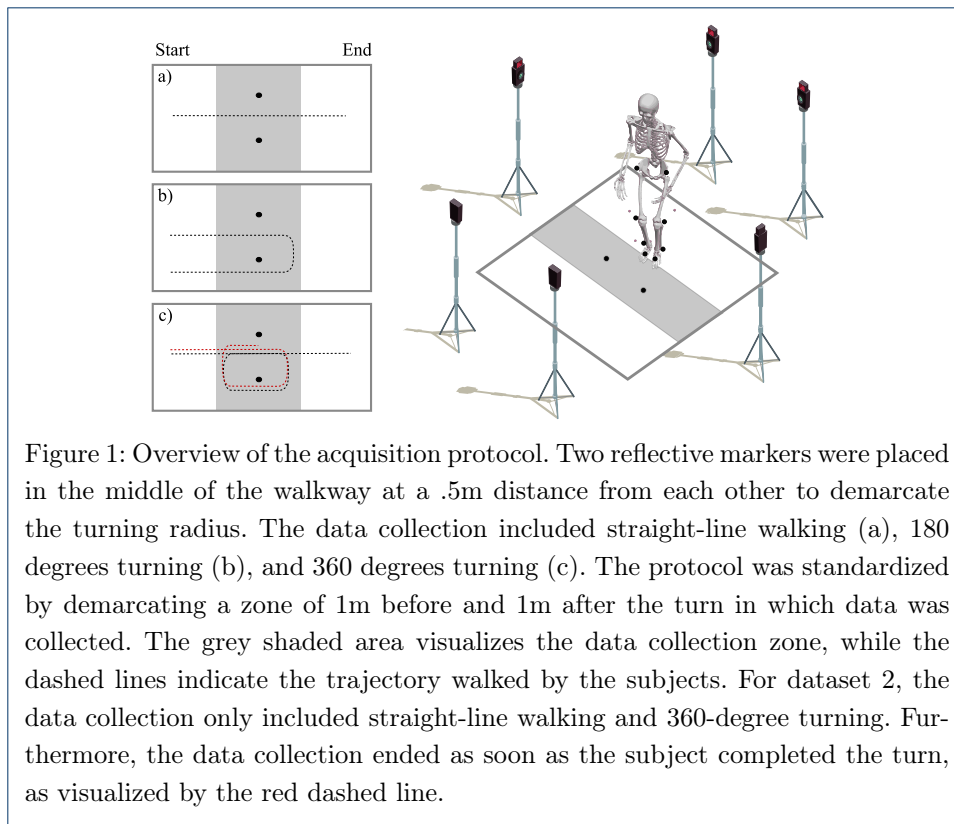 Start
End
a)
b)
c)
Figure 1: Overview of the acquisition protocol. Two reflective markers were placed
in the middle of the walkway at a .5m distance from each other to demarcate
the turning radius. The data collection included straight-line walking (a), 180
degrees turning (b), and 360 degrees turning (c). The protocol was standardized
by demarcating a zone of 1m before and 1m after the turn in which data was
collected. The grey shaded area visualizes the data collection zone, while the
dashed lines indicate the trajectory walked by the subjects. For dataset 2, the
data collection only included straight-line walking and 360-degree turning. Fur-
thermore, the data collection ended as soon as the subject completed the turn,
as visualized by the red dashed line.